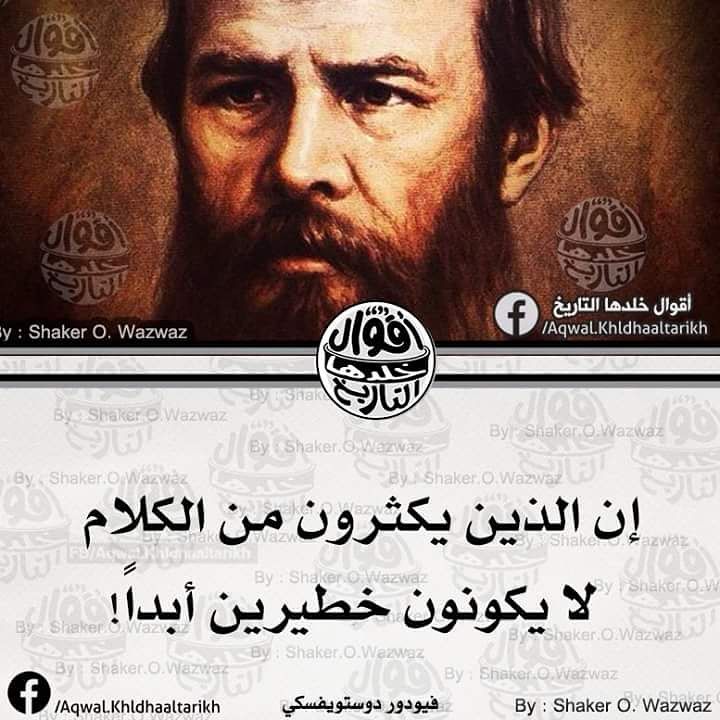 أقوال خلدها التاريخ
/Aqwal.Khldhaaltarikh
By : Shaker O. Wazwaz
أقوال خلدها التاريخ
إن الذين يكثرون من الكلام
لا يكونون خطيرين أبداً!
/Aqwal.Khldhaaltarikh
فيودور دوستويفسكي
By : Shaker O. Wazwaz